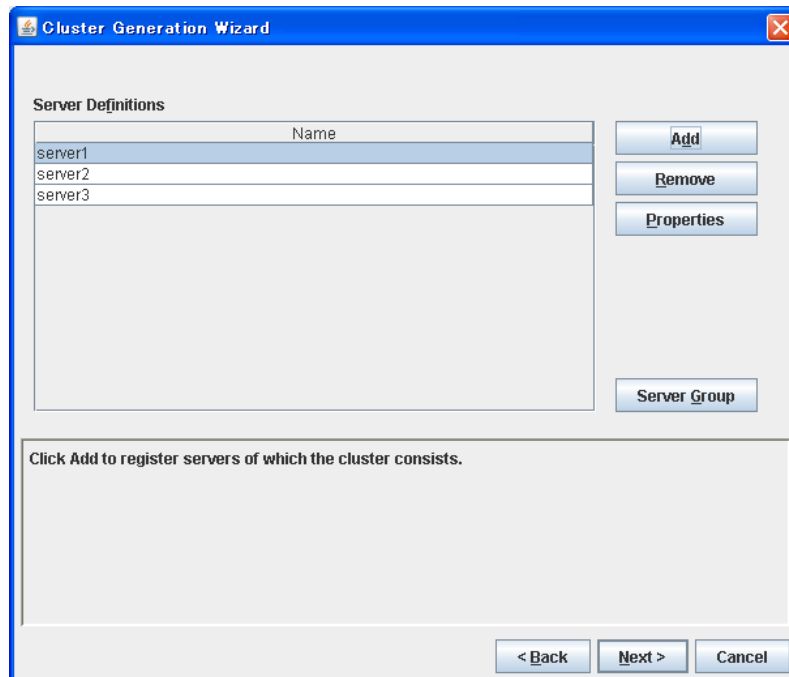 Cluster Generation Wizard
Server Definitions
Name
server1
server2
server3
Add
Remove
Properties
Server Group
Click Add to register servers of which the cluster consists.
< Back
Next >
Cancel